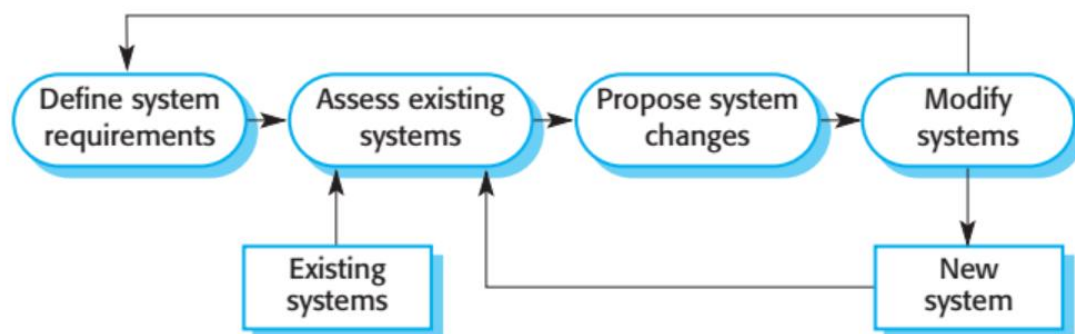 Define system
requirements
Assess existing
systems
Propose system
changes
Modify
systems
Existing
systems
New
system